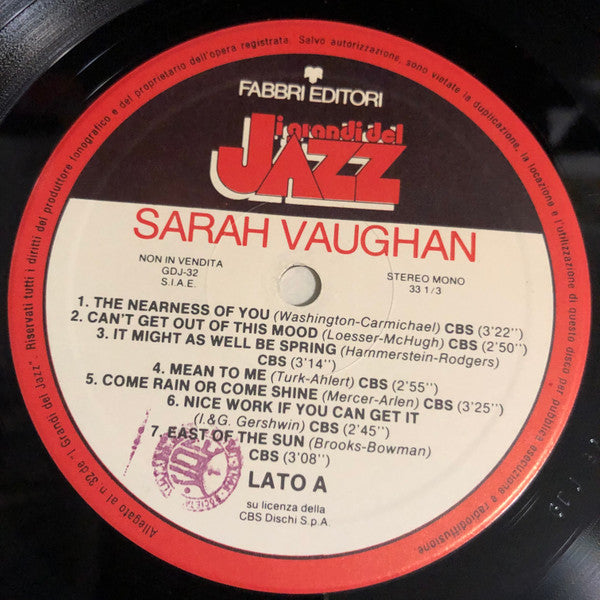 Riservati tutti i diritti del produttore fonografico e del proprietario dell'opera registrata. Salvo autorizzazione, sono vietate la duplicazione, la locazione e l'utilizzazione di questo disco per pubblica esecuzione e radiodiffusione.
FABBRI EDITORI
i grandi del
JAZZ
SARAH VAUGHAN
NON IN VENDITA
GDJ-32
S.I.A.E.
STEREO MONO
33 1/3
1. THE NEARNESS OF YOU (Washington-Carmichael) CBS (3'22'')
2. CAN'T GET OUT OF THIS MOOD (Loesser-McHugh) CBS (2'50'')
3. IT MIGHT AS WELL BE SPRING (Hammerstein-Rodgers)
CBS (3'14'')
4. MEAN TO ME (Turk-Ahlert) CBS (2'55'')
5. COME RAIN OR COME SHINE (Mercer-Arlen) CBS (3'25'')
6. NICE WORK IF YOU CAN GET IT
(I.&G. Gershwin) CBS (2'45'')
7. EAST OF THE SUN (Brooks-Bowman)
CBS (3'08'')
LATO A
su licenza della
CBS Dischi S.p.A.
Allegato al n. 32 de "I Grandi del Jazz"